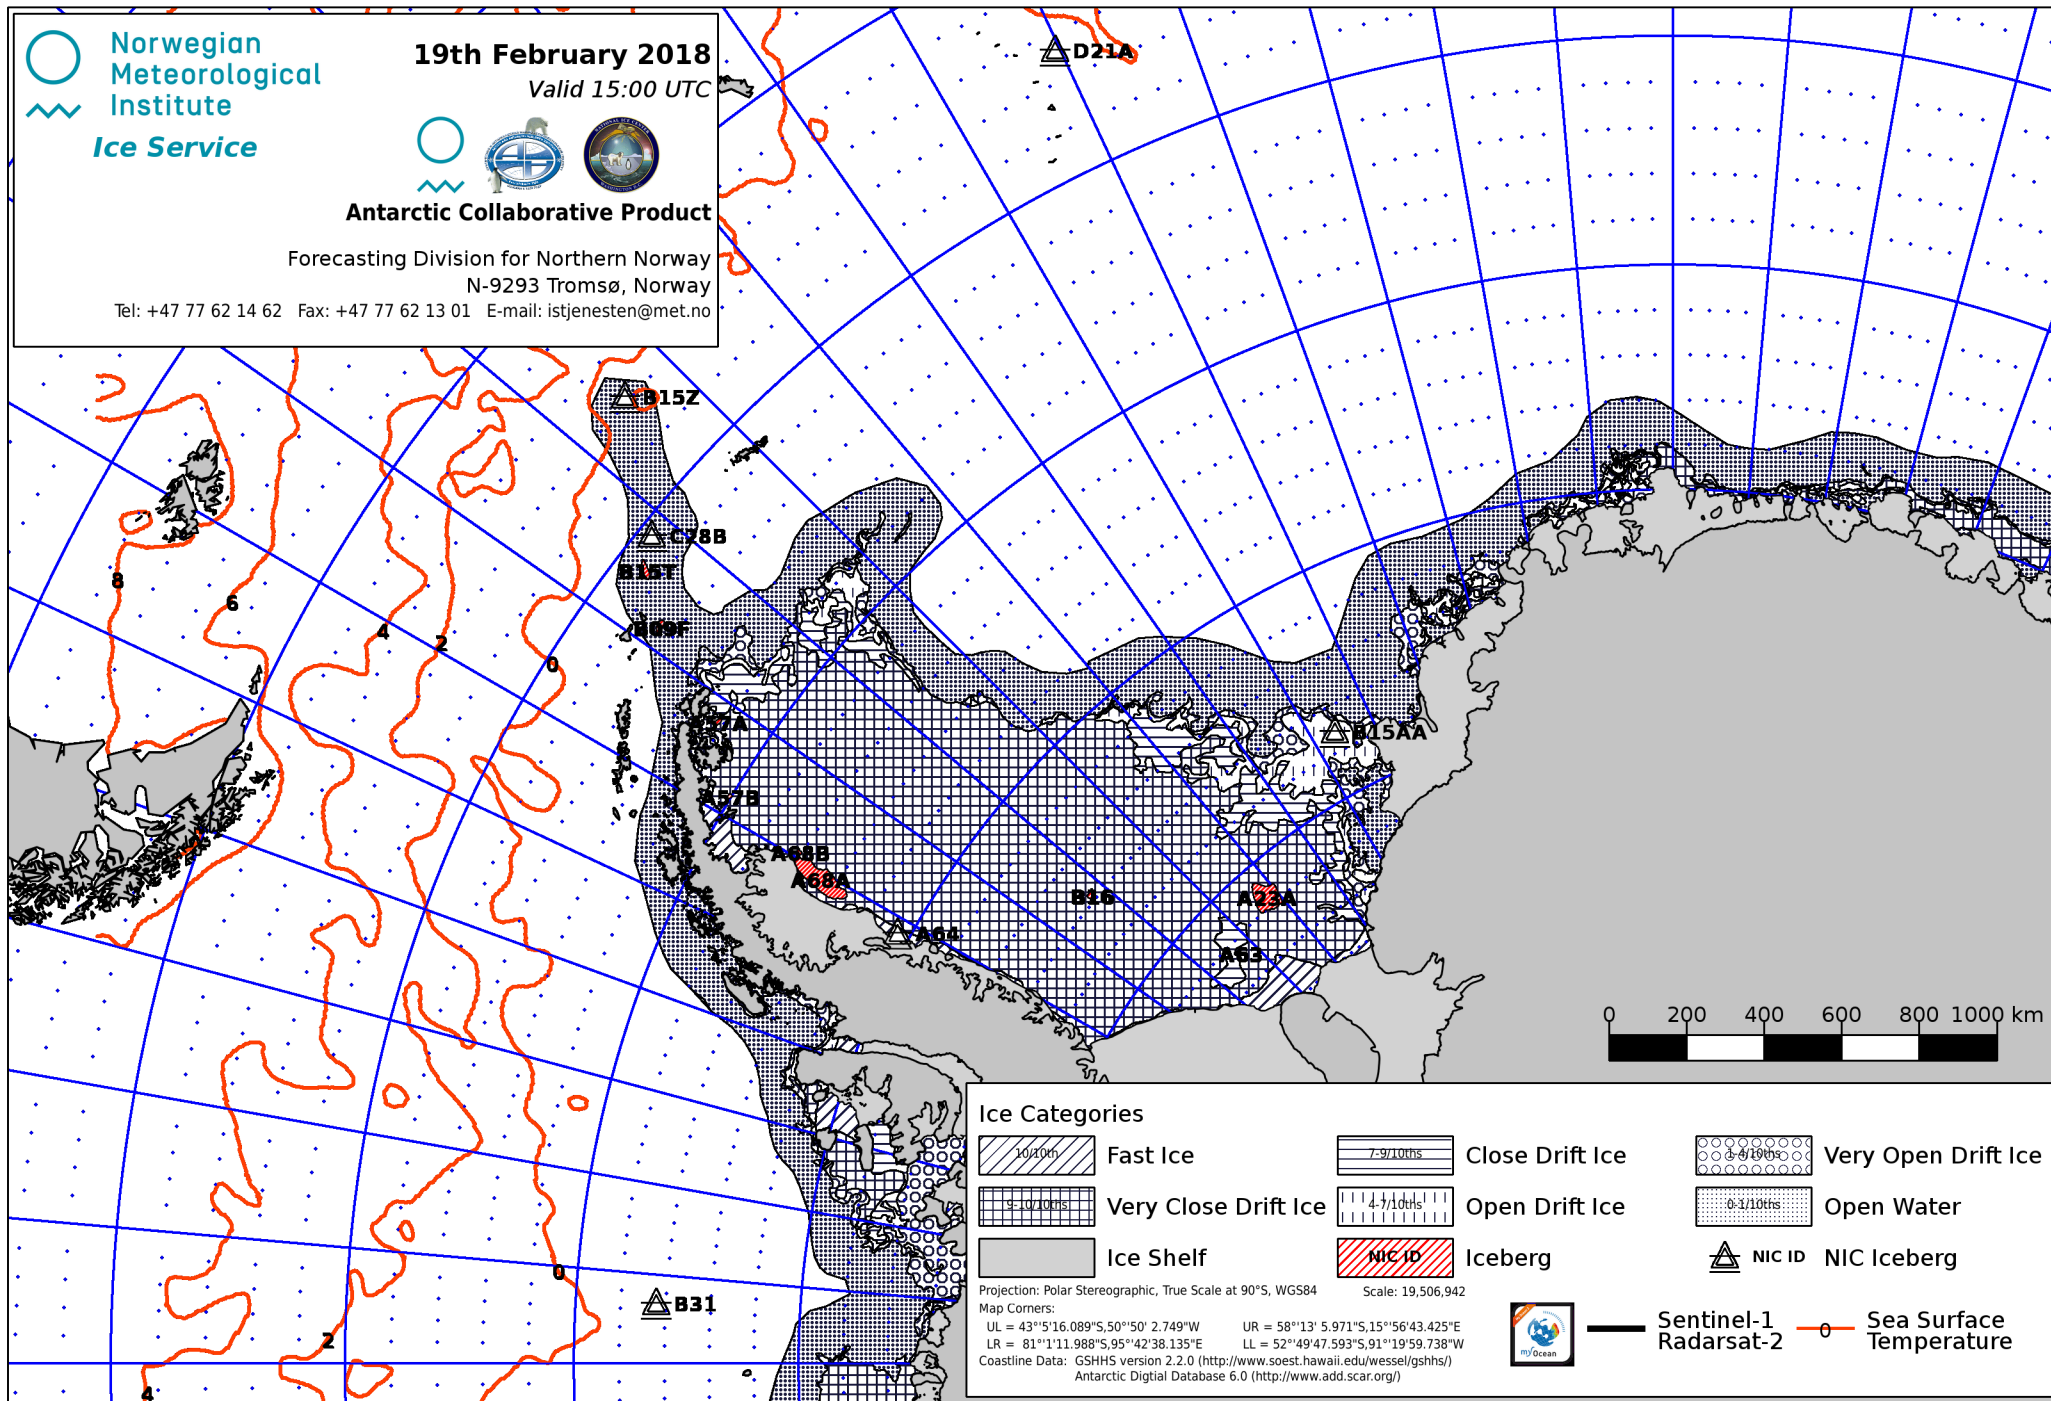 Norwegian
Meteorological
Institute
Ice Service
19th February 2018
Valid 15:00 UTC
Antarctic Collaborative Product
Forecasting Division for Northern Norway
N-9293 Tromsø, Norway
Tel: +47 77 62 14 62 Fax: +47 77 62 13 01 E-mail: istjenesten@met.no
D21A
B15Z
C28B
B15T
B09F
8
6
4
2
0
B15AA
A57B
A68B
A68A
B16
A23A
A64
A63
0 200 400 600 800 1000 km
B31
0
2
4
Ice Categories
10/10th Fast Ice
7-9/10ths Close Drift Ice
1-4/10ths Very Open Drift Ice
9-10/10ths Very Close Drift Ice
4-7/10ths Open Drift Ice
0-1/10ths Open Water
Ice Shelf
NIC ID Iceberg
NIC ID NIC Iceberg
Projection: Polar Stereographic, True Scale at 90°S, WGS84 Scale: 19,506,942
Map Corners:
UL = 43°'5'16.089"S,50°'50' 2.749"W UR = 58°'13' 5.971"S,15°'56'43.425"E
LR = 81°'1'11.988"S,95°'42'38.135"E LL = 52°'49'47.593"S,91°'19'59.738"W
Coastline Data: GSHHS version 2.2.0 (http://www.soest.hawaii.edu/wessel/gshhs/)
Antarctic Digtial Database 6.0 (http://www.add.scar.org/)
myOcean
Sentinel-1
Radarsat-2
0
Sea Surface
Temperature